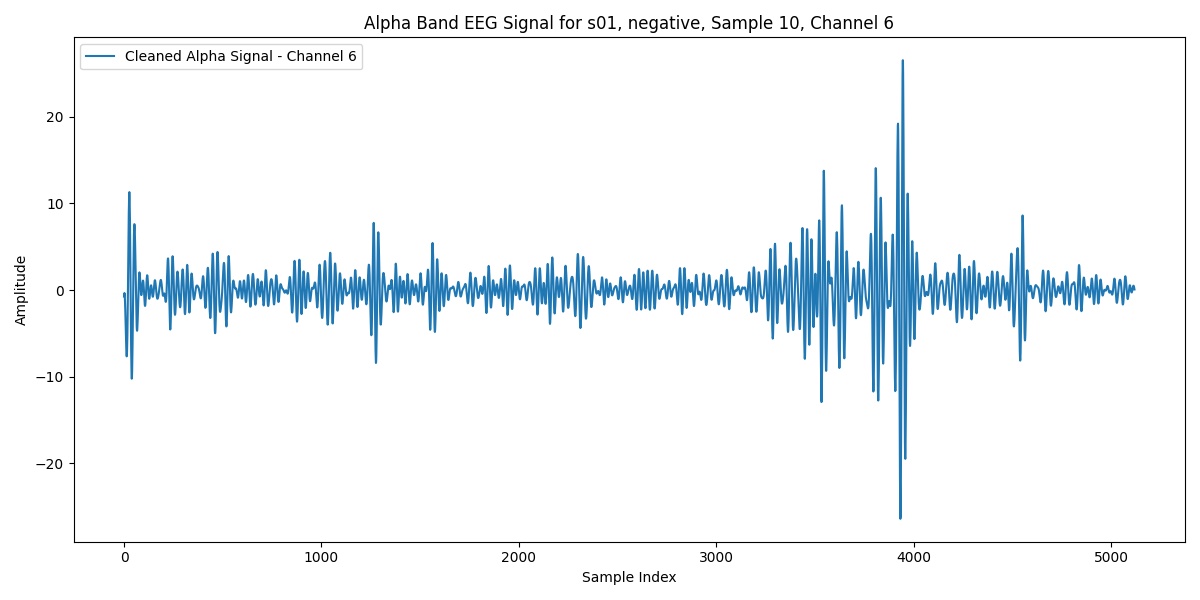 Alpha Band EEG Signal for s01, negative, Sample 10, Channel 6
Cleaned Alpha Signal - Channel 6
Amplitude
20
10
0
−10
−20
0 1000 2000 3000 4000 5000
Sample Index